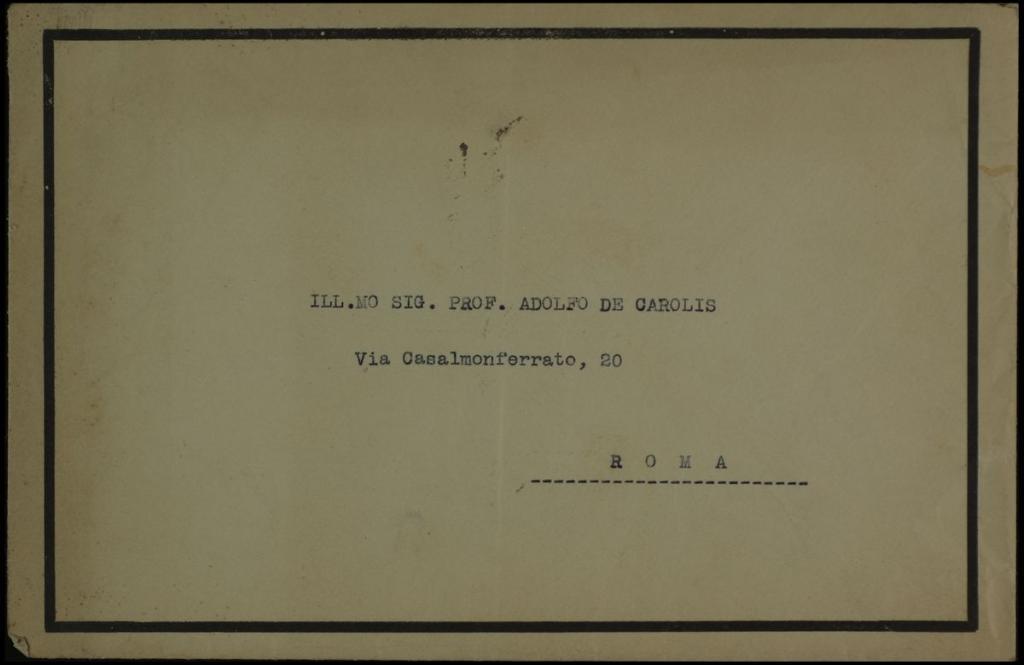 ILL.MO SIG. PROF. ADOLFO DE CAROLIS
Via Casalmonferrato, 20
R O M A